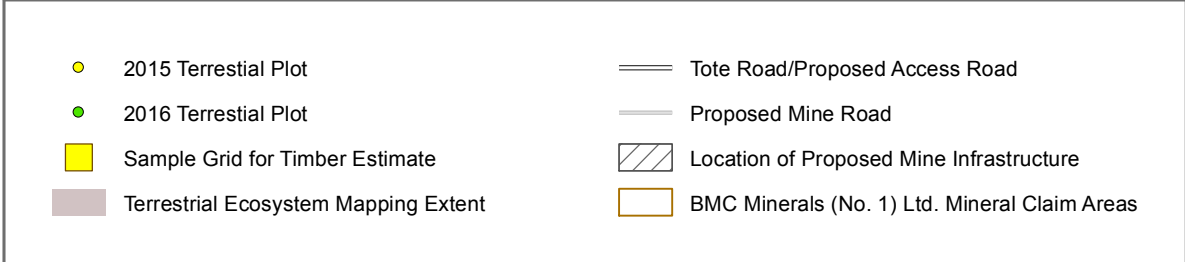 2015 Terrestial Plot
2016 Terrestial Plot
Sample Grid for Timber Estimate
Terrestrial Ecosystem Mapping Extent
Tote Road/Proposed Access Road
Proposed Mine Road
Location of Proposed Mine Infrastructure
BMC Minerals (No. 1) Ltd. Mineral Claim Areas